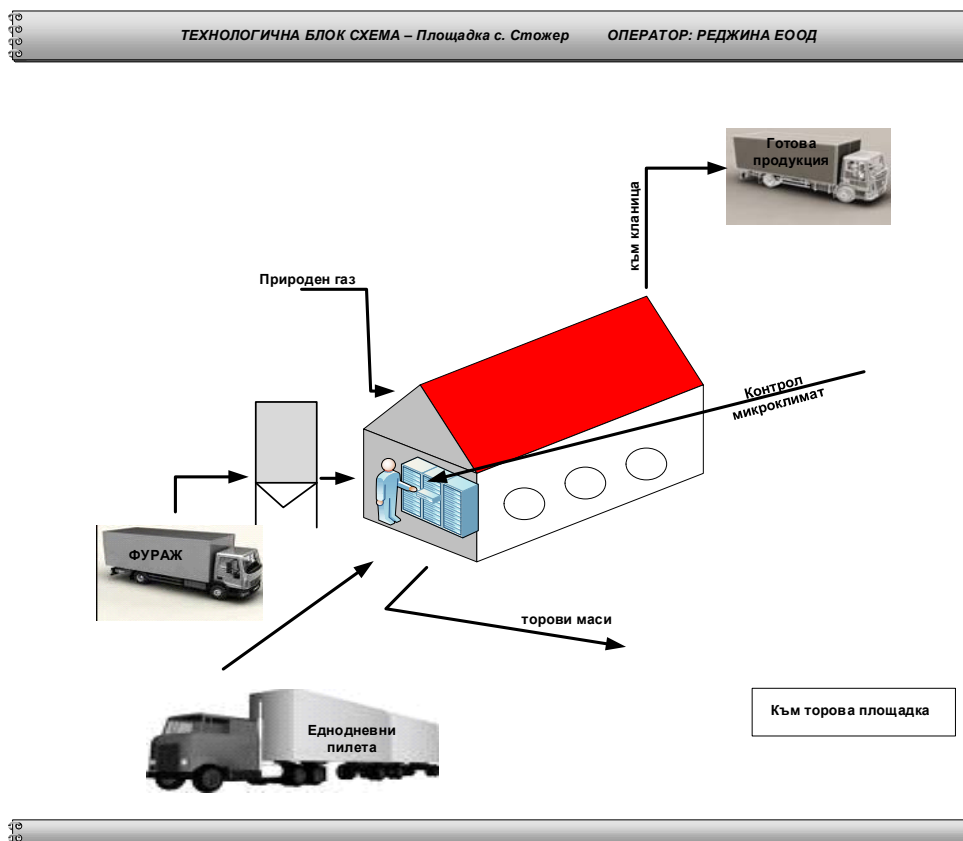 ТЕХНОЛОГИЧНА БЛОК СХЕМА – Площадка с. Стожер ОПЕРАТОР: РЕДЖИНА ЕООД
Готова
продукция
към кланица
Природен газ
Контрол
микроклимат
ФУРАЖ
торови маси
Към торова площадка
Еднодневни
пилета